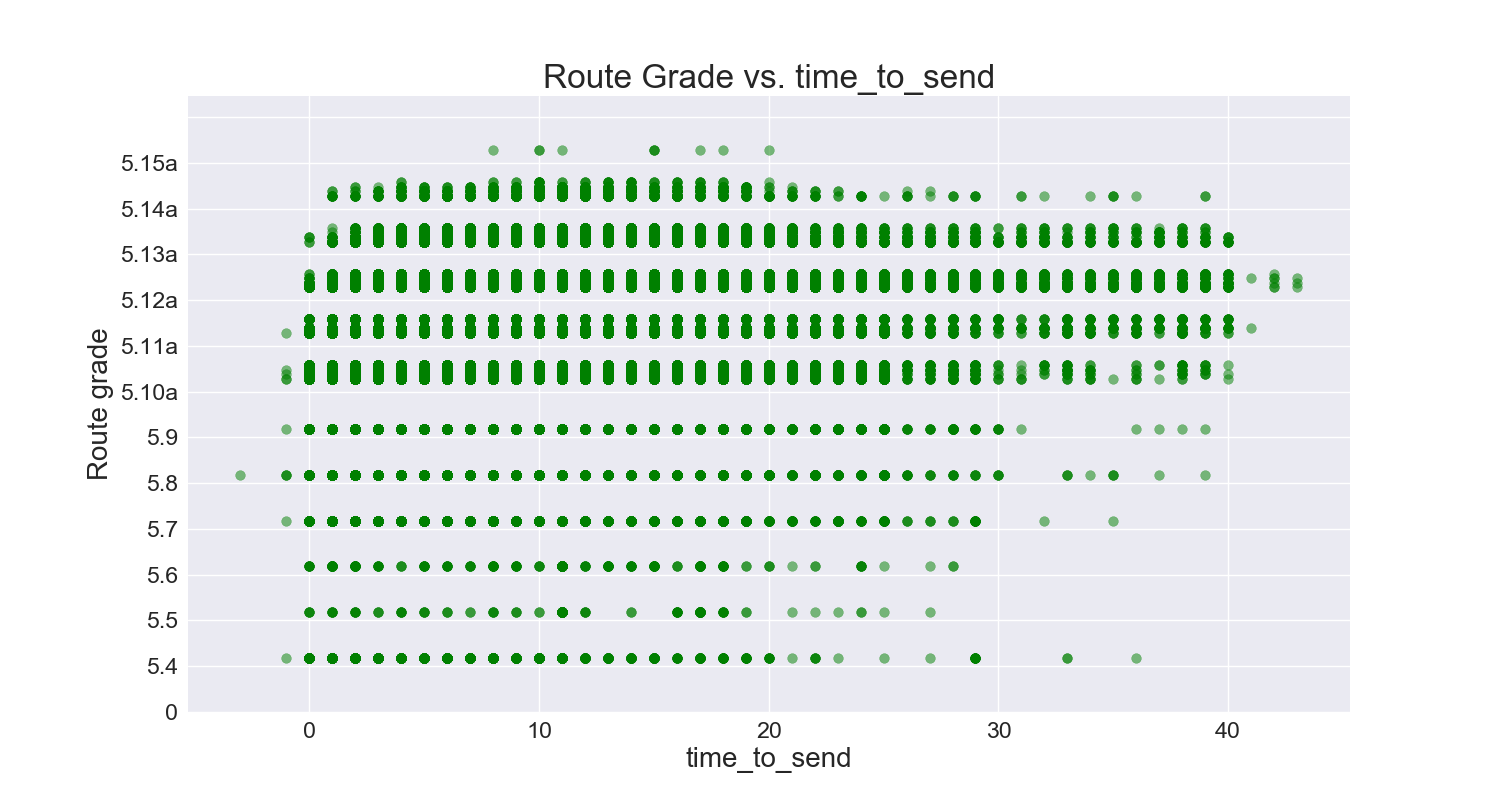 Route Grade vs. time_to_send
Route grade
5.15a
5.14a
5.13a
5.12a
5.11a
5.10a
5.9
5.8
5.7
5.6
5.5
5.4
0
0 10 20 30 40
time_to_send